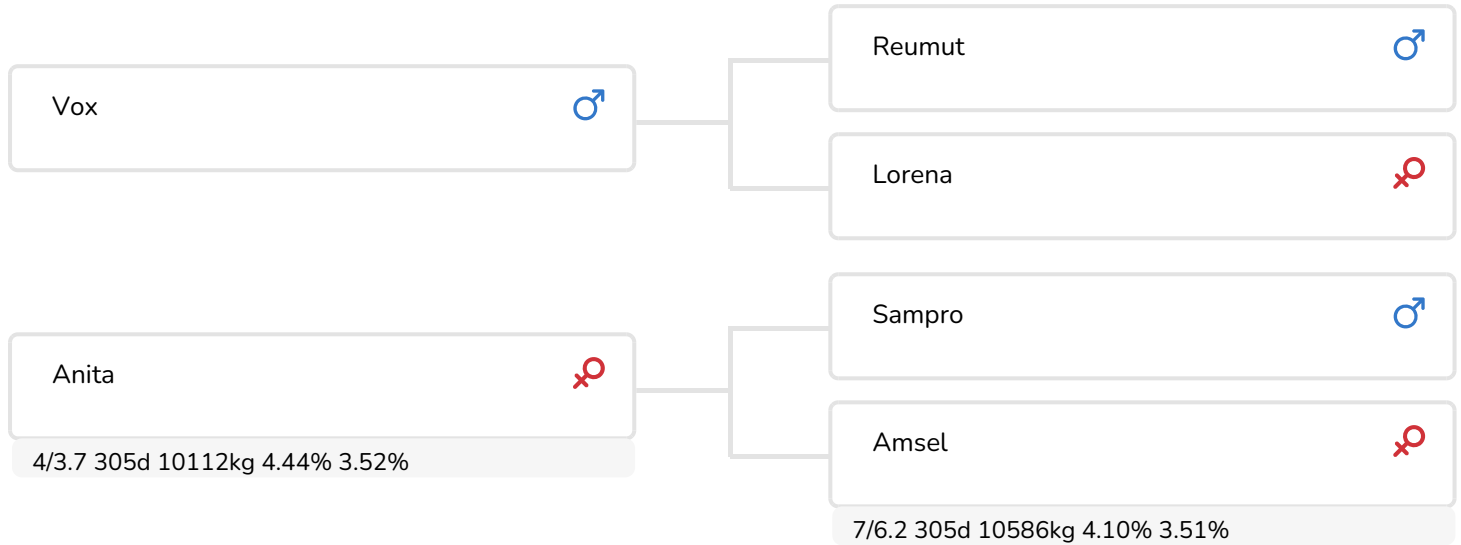 Reumut
Vox
Lorena
Sampro
Anita
Amsel
4/3.7 305d 10112kg 4.44% 3.52%
7/6.2 305d 10586kg 4.10% 3.51%